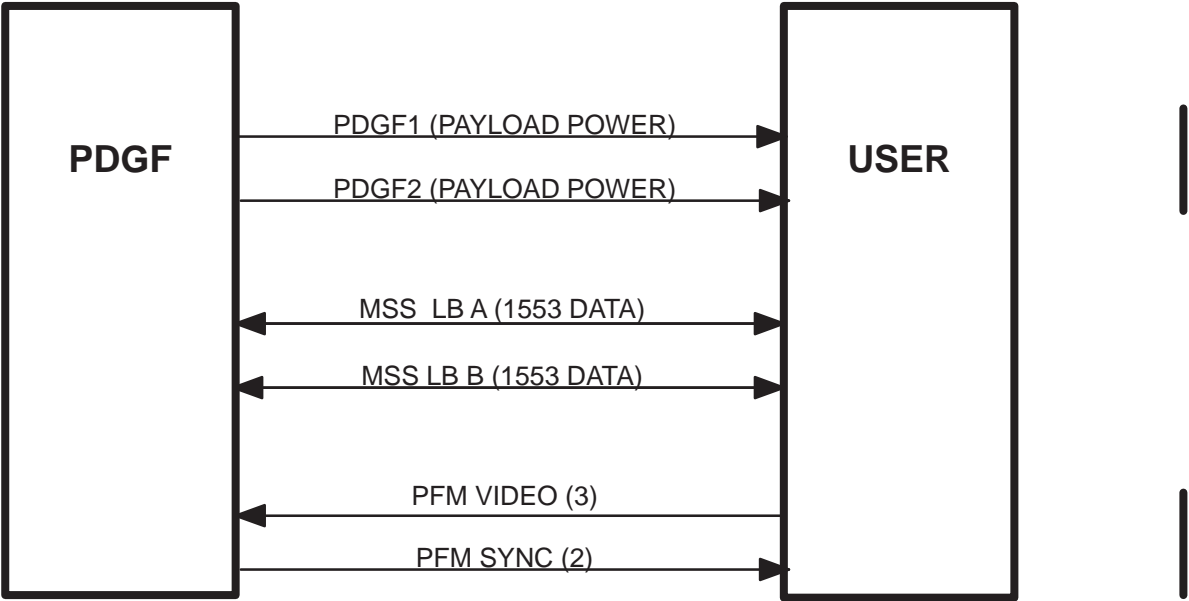 PDGF
USER
PDGF1 (PAYLOAD POWER)
PDGF2 (PAYLOAD POWER)
MSS LB A (1553 DATA)
MSS LB B (1553 DATA)
PFM VIDEO (3)
PFM SYNC (2)